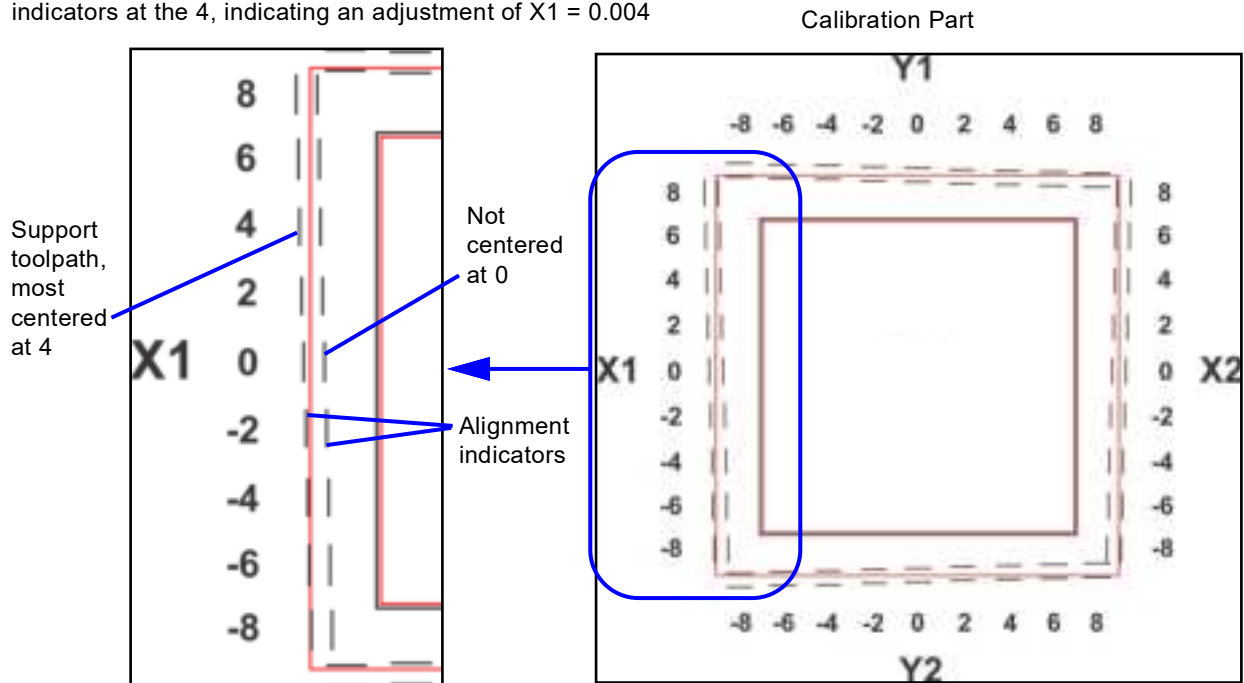 indicators at the 4, indicating an adjustment of X1 = 0.004
Calibration Part
8
6
4
2
X1 0
-2
-4
-6
-8
Support
toolpath,
most
centered
at 4
Not
centered
at 0
Alignment
indicators
Y1
-8 -6 -4 -2 0 2 4 6 8
8 8
6 6
4 4
2 2
X1 0 0 X2
-2 -2
-4 -4
-6 -6
-8 -8
-8 -6 -4 -2 0 2 4 6 8
Y2